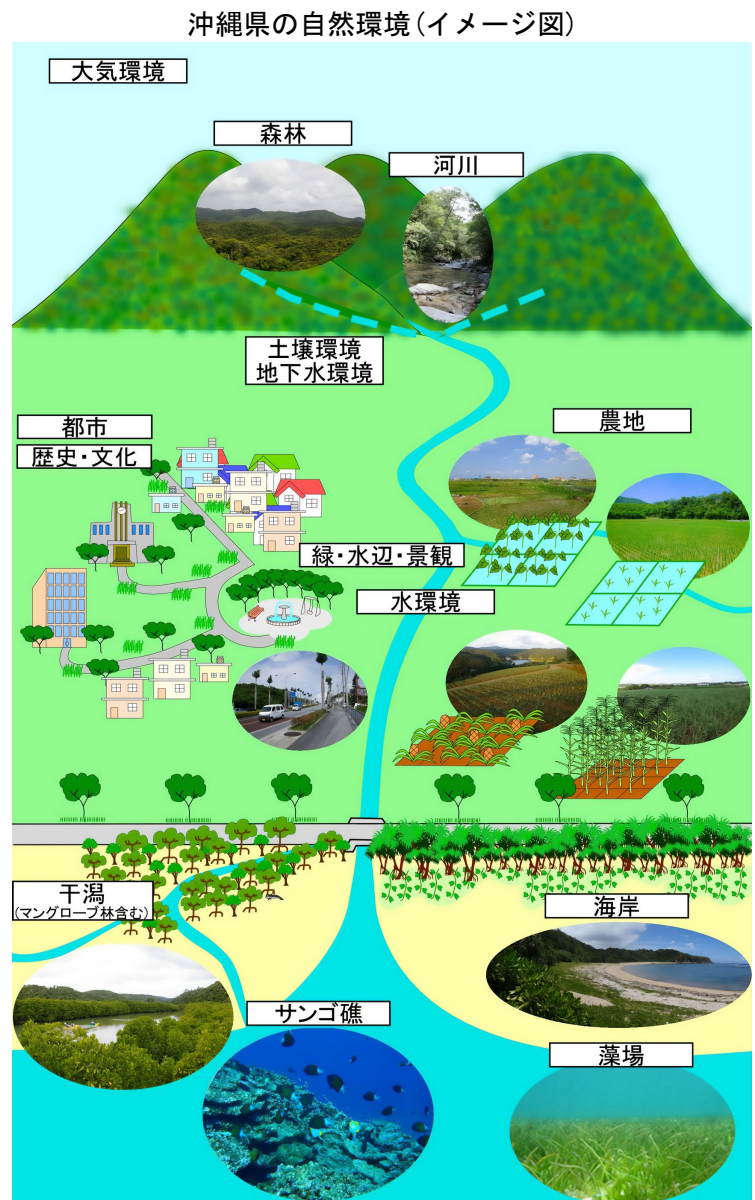 沖縄県の自然環境(イメージ図)
大気環境
森林
河川
土壌環境
地下水環境
都市
歴史・文化
農地
緑・水辺・景観
水環境
干潟
(マングローブ林含む)
海岸
サンゴ礁
藻場